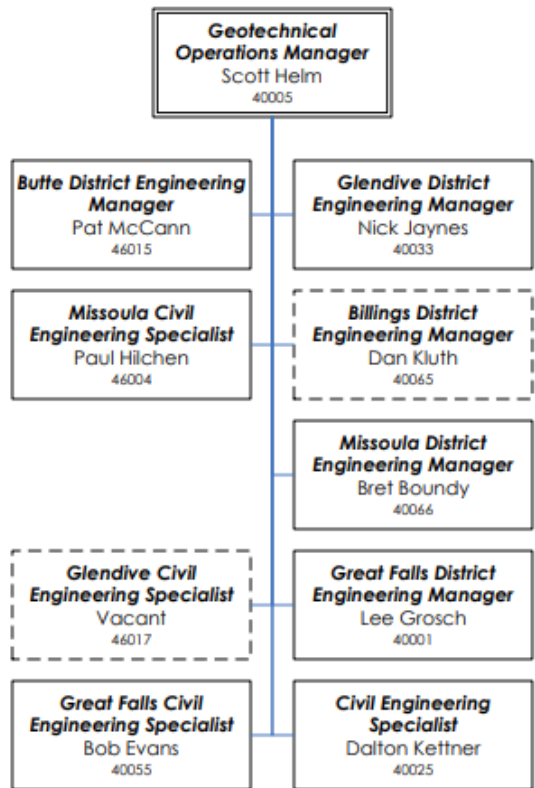 Geotechnical
Operations Manager
Scott Helm
40005
Butte District Engineering
Manager
Pat McCann
46015
Glendive District
Engineering Manager
Nick Jaynes
40033
Missoula Civil
Engineering Specialist
Paul Hilchen
46004
Billings District
Engineering Manager
Dan Kluth
40065
Missoula District
Engineering Manager
Bret Boundy
40066
Glendive Civil
Engineering Specialist
Vacant
46017
Great Falls District
Engineering Manager
Lee Grosch
40001
Great Falls Civil
Engineering Specialist
Bob Evans
40055
Civil Engineering
Specialist
Dalton Kettner
40025